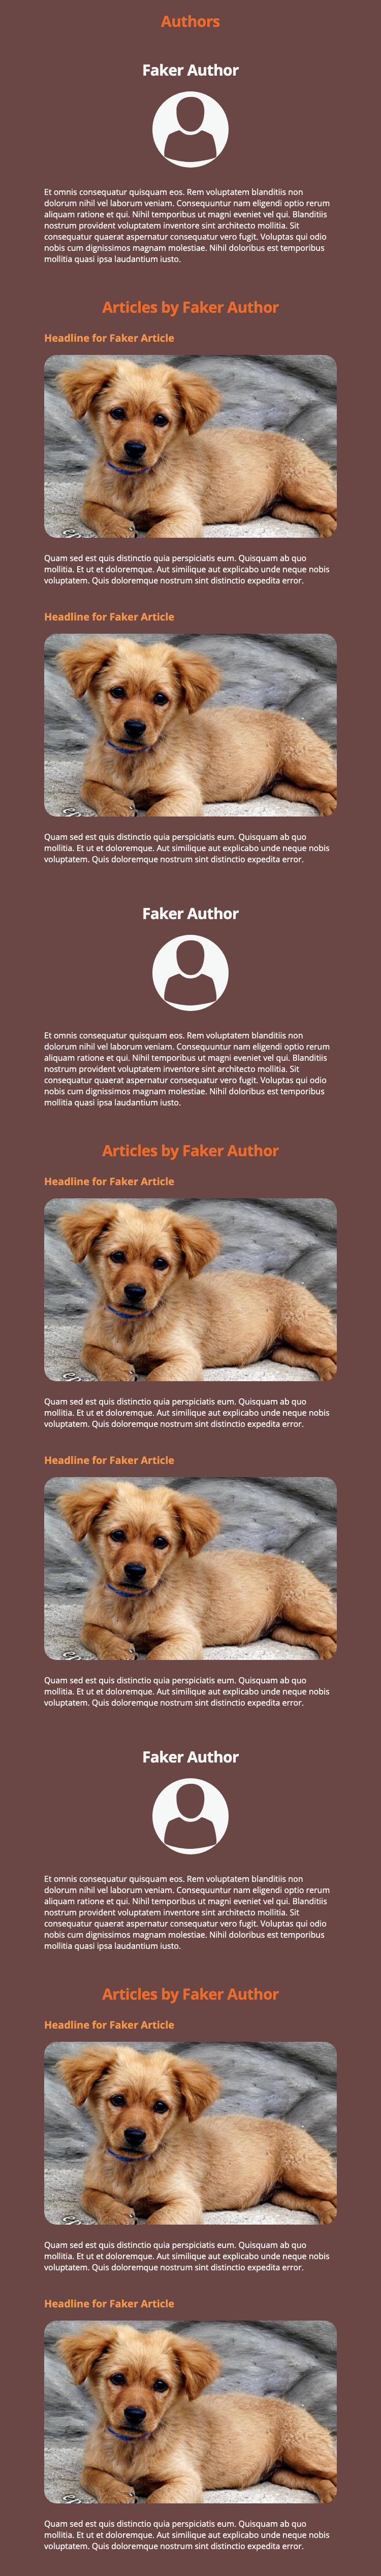 Authors
Faker Author
Et omnis consequatur quisquam eos. Rem voluptatem blanditiis non
dolorum nihil vel laborum veniam. Consequuntur nam eligendi optio rerum
aliquam ratione et qui. Nihil temporibus ut magni eveniet vel qui. Blanditiis
nostrum provident voluptatem inventore sint architecto mollitia. Sit
consequatur quaerat aspernatur consequatur vero fugit. Voluptas qui odio
nobis cum dignissimos magnam molestiae. Nihil doloribus est temporibus
mollitia quasi ipsa laudantium iusto.
Articles by Faker Author
Headline for Faker Article
Quam sed est quis distinctio quia perspiciatis eum. Quisquam ab quo
mollitia. Et ut et doloremque. Aut similique aut explicabo unde neque nobis
voluptatem. Quis doloremque nostrum sint distinctio expedita error.
Headline for Faker Article
Quam sed est quis distinctio quia perspiciatis eum. Quisquam ab quo
mollitia. Et ut et doloremque. Aut similique aut explicabo unde neque nobis
voluptatem. Quis doloremque nostrum sint distinctio expedita error.
Faker Author
Et omnis consequatur quisquam eos. Rem voluptatem blanditiis non
dolorum nihil vel laborum veniam. Consequuntur nam eligendi optio rerum
aliquam ratione et qui. Nihil temporibus ut magni eveniet vel qui. Blanditiis
nostrum provident voluptatem inventore sint architecto mollitia. Sit
consequatur quaerat aspernatur consequatur vero fugit. Voluptas qui odio
nobis cum dignissimos magnam molestiae. Nihil doloribus est temporibus
mollitia quasi ipsa laudantium iusto.
Articles by Faker Author
Headline for Faker Article
Quam sed est quis distinctio quia perspiciatis eum. Quisquam ab quo
mollitia. Et ut et doloremque. Aut similique aut explicabo unde neque nobis
voluptatem. Quis doloremque nostrum sint distinctio expedita error.
Headline for Faker Article
Quam sed est quis distinctio quia perspiciatis eum. Quisquam ab quo
mollitia. Et ut et doloremque. Aut similique aut explicabo unde neque nobis
voluptatem. Quis doloremque nostrum sint distinctio expedita error.
Faker Author
Et omnis consequatur quisquam eos. Rem voluptatem blanditiis non
dolorum nihil vel laborum veniam. Consequuntur nam eligendi optio rerum
aliquam ratione et qui. Nihil temporibus ut magni eveniet vel qui. Blanditiis
nostrum provident voluptatem inventore sint architecto mollitia. Sit
consequatur quaerat aspernatur consequatur vero fugit. Voluptas qui odio
nobis cum dignissimos magnam molestiae. Nihil doloribus est temporibus
mollitia quasi ipsa laudantium iusto.
Articles by Faker Author
Headline for Faker Article
Quam sed est quis distinctio quia perspiciatis eum. Quisquam ab quo
mollitia. Et ut et doloremque. Aut similique aut explicabo unde neque nobis
voluptatem. Quis doloremque nostrum sint distinctio expedita error.
Headline for Faker Article
Quam sed est quis distinctio quia perspiciatis eum. Quisquam ab quo
mollitia. Et ut et doloremque. Aut similique aut explicabo unde neque nobis
voluptatem. Quis doloremque nostrum sint distinctio expedita error.